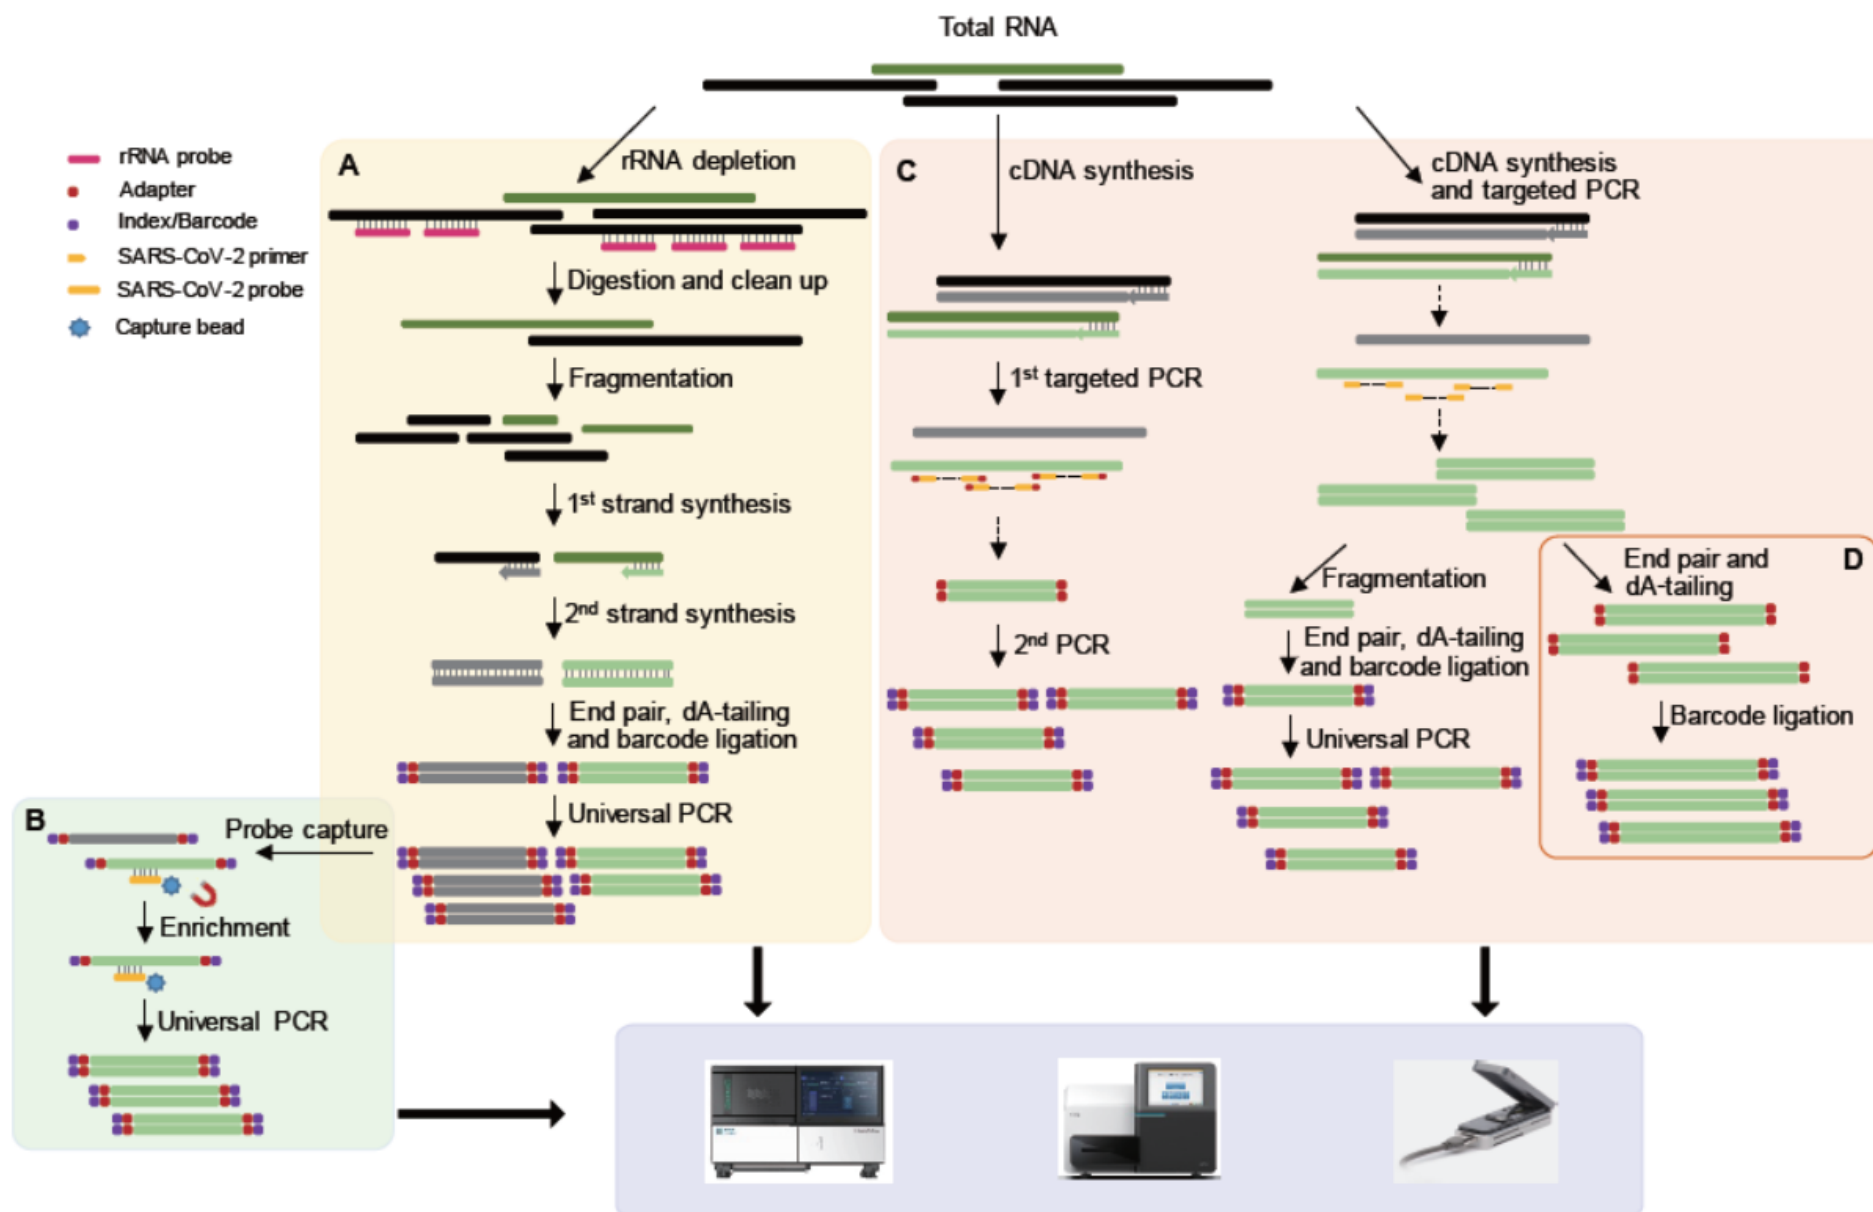 Total RNA
rRNA probe
Adapter
Index/Barcode
SARS-CoV-2 primer
SARS-CoV-2 probe
Capture bead
A
rRNA depletion
Digestion and clean up
Fragmentation
1st strand synthesis
2nd strand synthesis
End pair, dA-tailing
and barcode ligation
Universal PCR
B
Probe capture
Enrichment
Universal PCR
C
cDNA synthesis
1st targeted PCR
2nd PCR
cDNA synthesis
and targeted PCR
Fragmentation
End pair, dA-tailing
and barcode ligation
Universal PCR
D
End pair and
dA-tailing
Barcode ligation